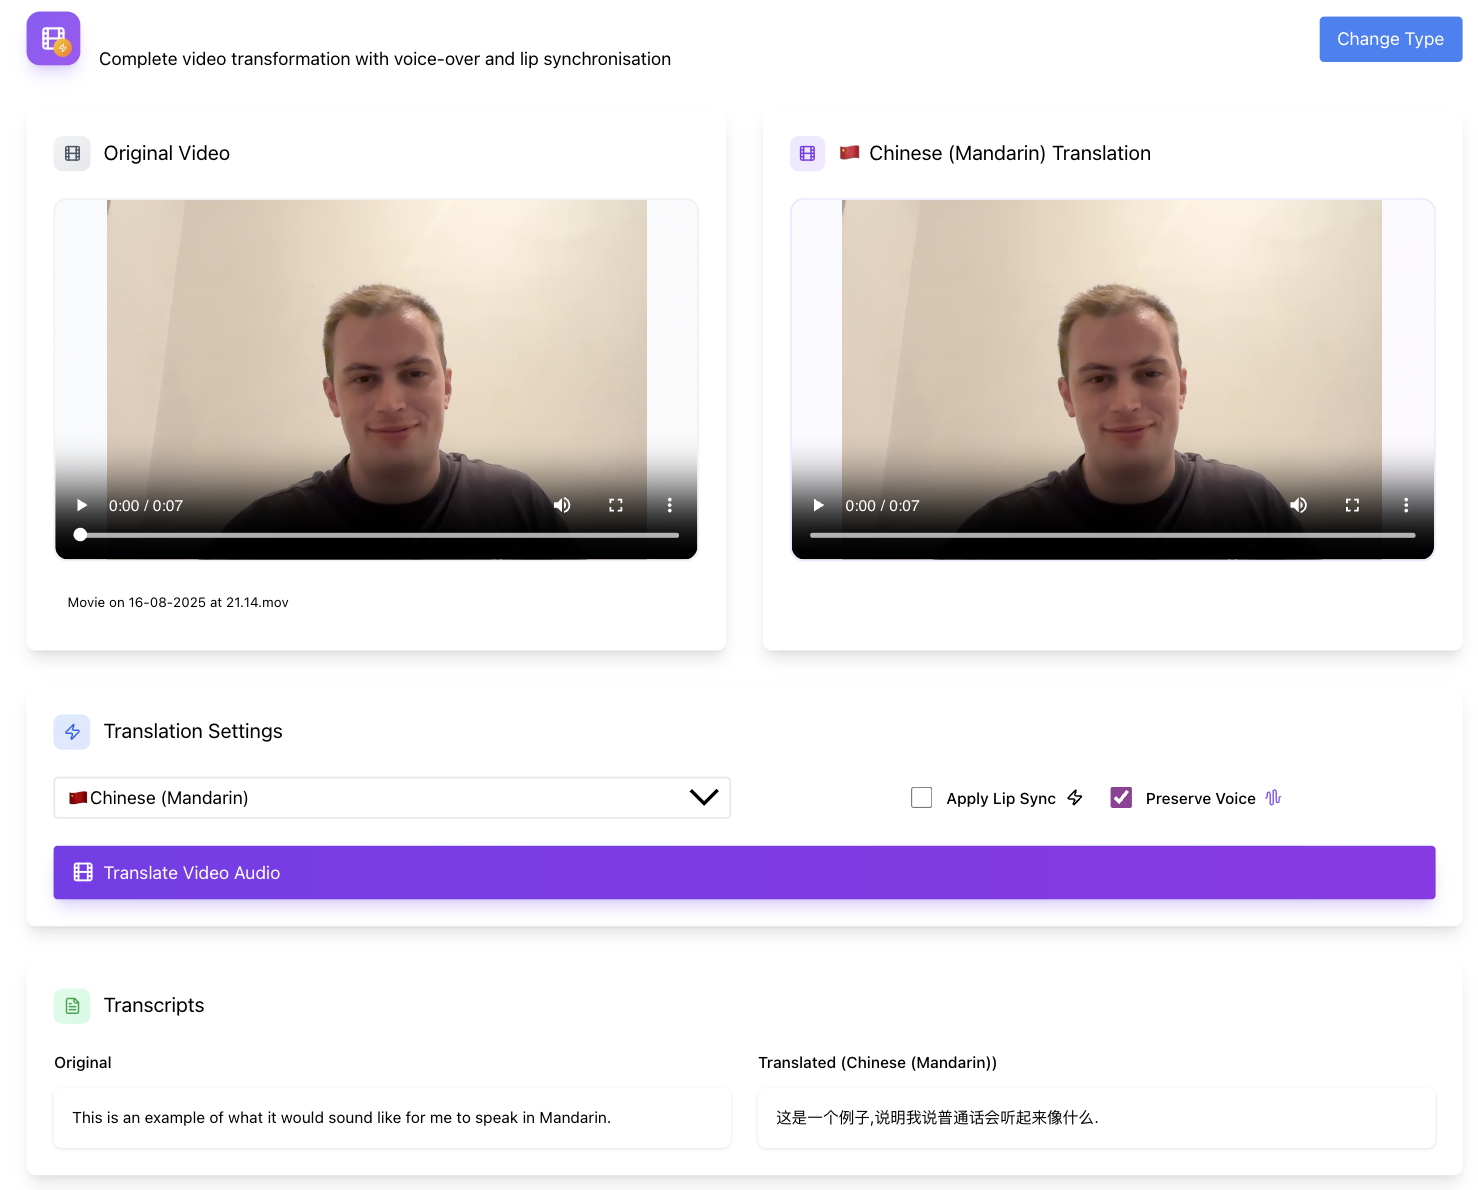 Complete video transformation with voice-over and lip synchronisation
Change Type
Original Video
Chinese (Mandarin) Translation
0:00 / 0:07
0:00 / 0:07
Movie on 16-08-2025 at 21.14.mov
Translation Settings
Chinese (Mandarin)
Apply Lip Sync
Preserve Voice
Translate Video Audio
Transcripts
Original
Translated (Chinese (Mandarin))
This is an example of what it would sound like for me to speak in Mandarin.
这是一个例子,说明我说普通话会听起来像什么.